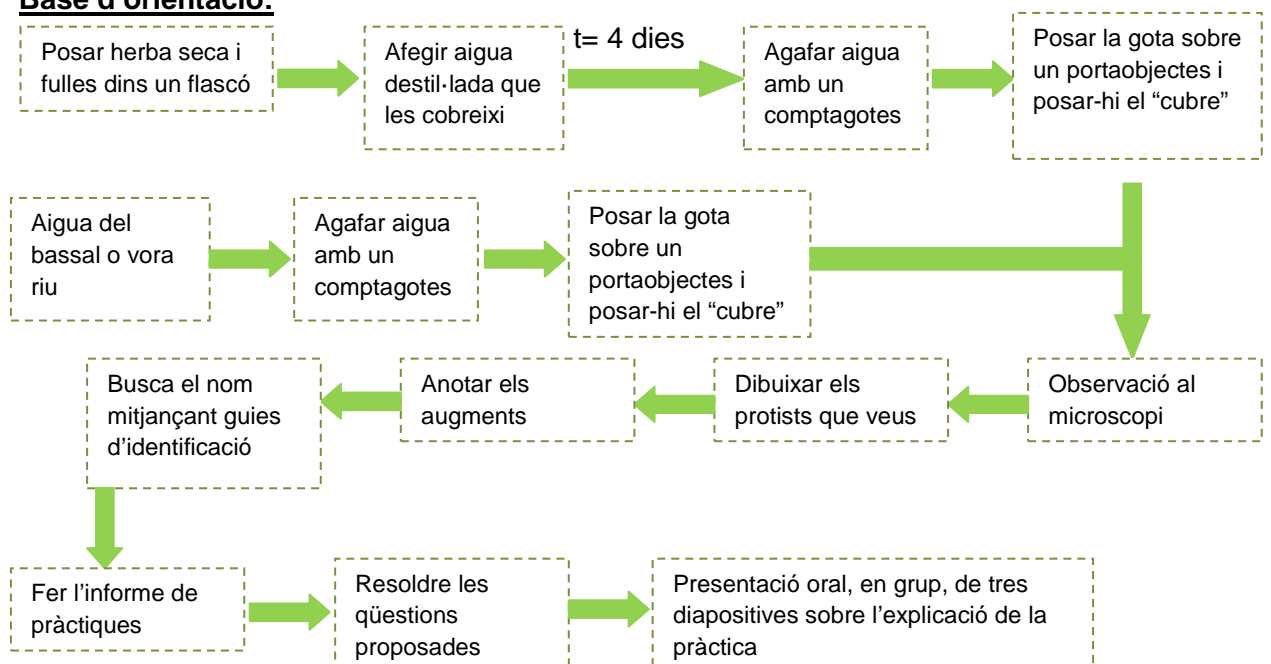 Base d'orientació:
Posar herba seca i
fulles dins un flascó
Afegir aigua
destil·lada que
les cobreixi
t= 4 dies
Agafar aigua
amb un
comptagotes
Posar la gota sobre
un portaobjectes i
posar-hi el “cubre”
Aigua del
bassal o vora
riu
Agafar aigua
amb un
comptagotes
Posar la gota
sobre un
portaobjectes i
posar-hi el “cubre”
Observació al
microscopi
Dibuixar els
protists que veus
Anotar els
augments
Busca el nom
mitjançant guies
d’identificació
Fer l’informe de
pràctiques
Resoldre les
qüestions
proposades
Presentació oral, en grup, de tres
diapositives sobre l’explicació de la
pràctica